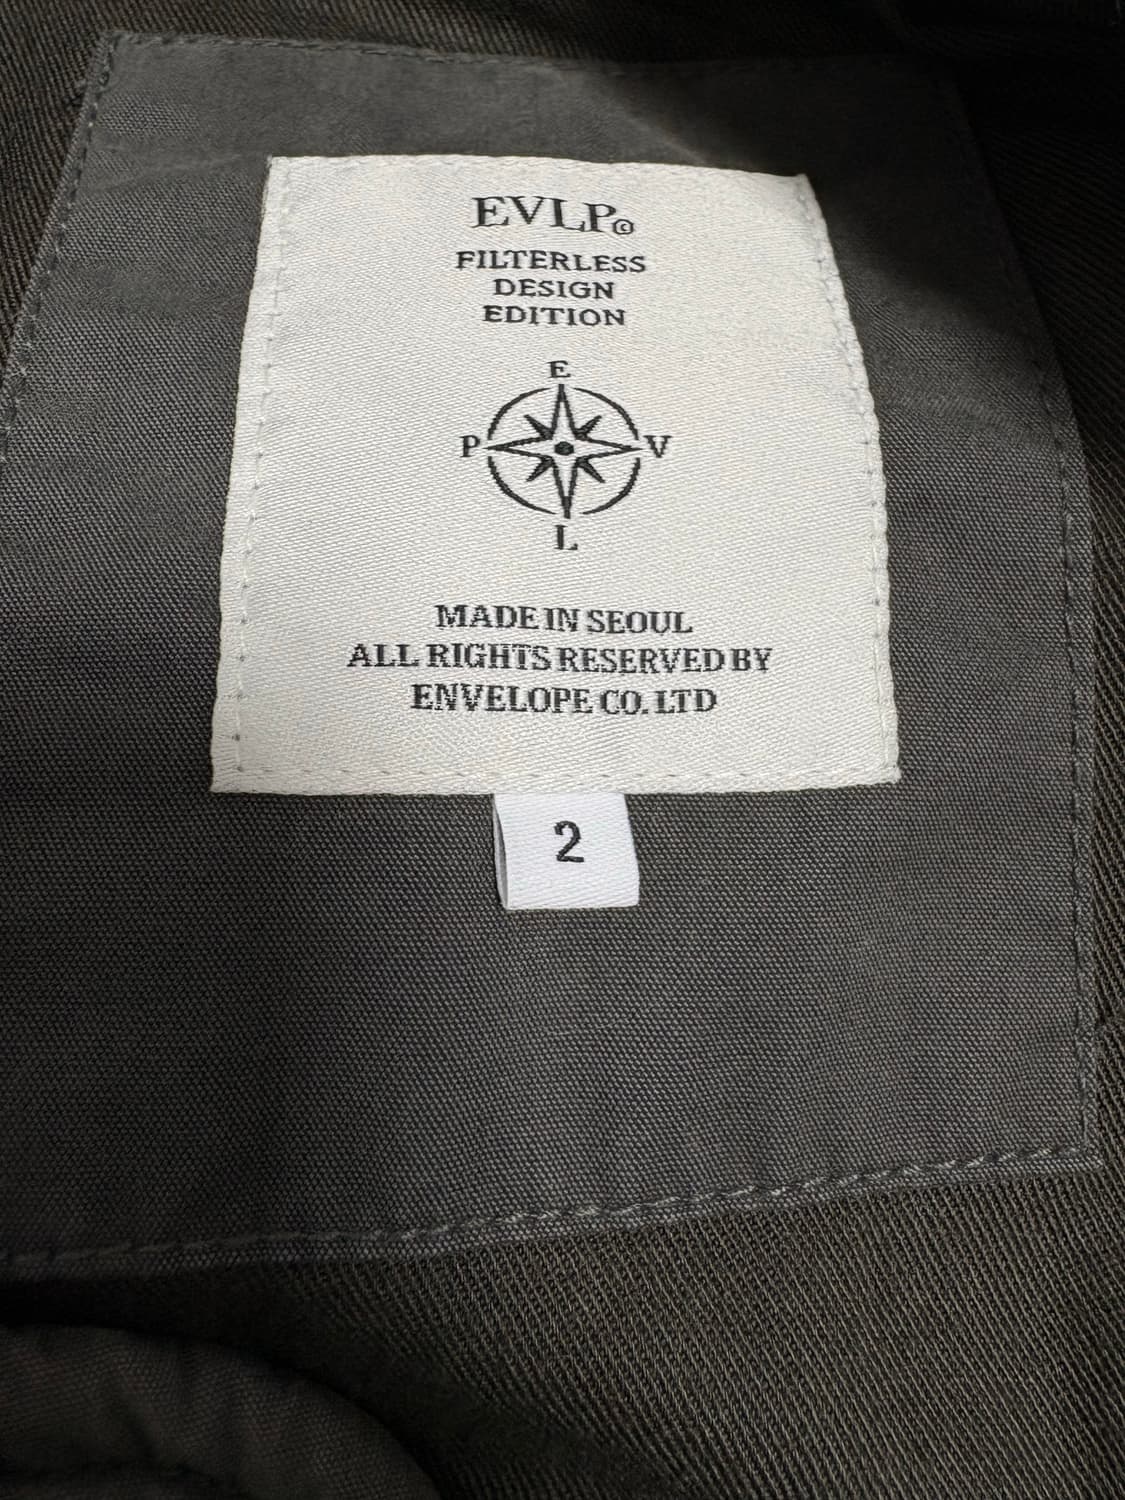 EVLP©
FILTERLESS
DESIGN
EDITION
E
P V
L
MADE IN SEOUL
ALL RIGHTS RESERVED BY
ENVELOPE CO. LTD
2